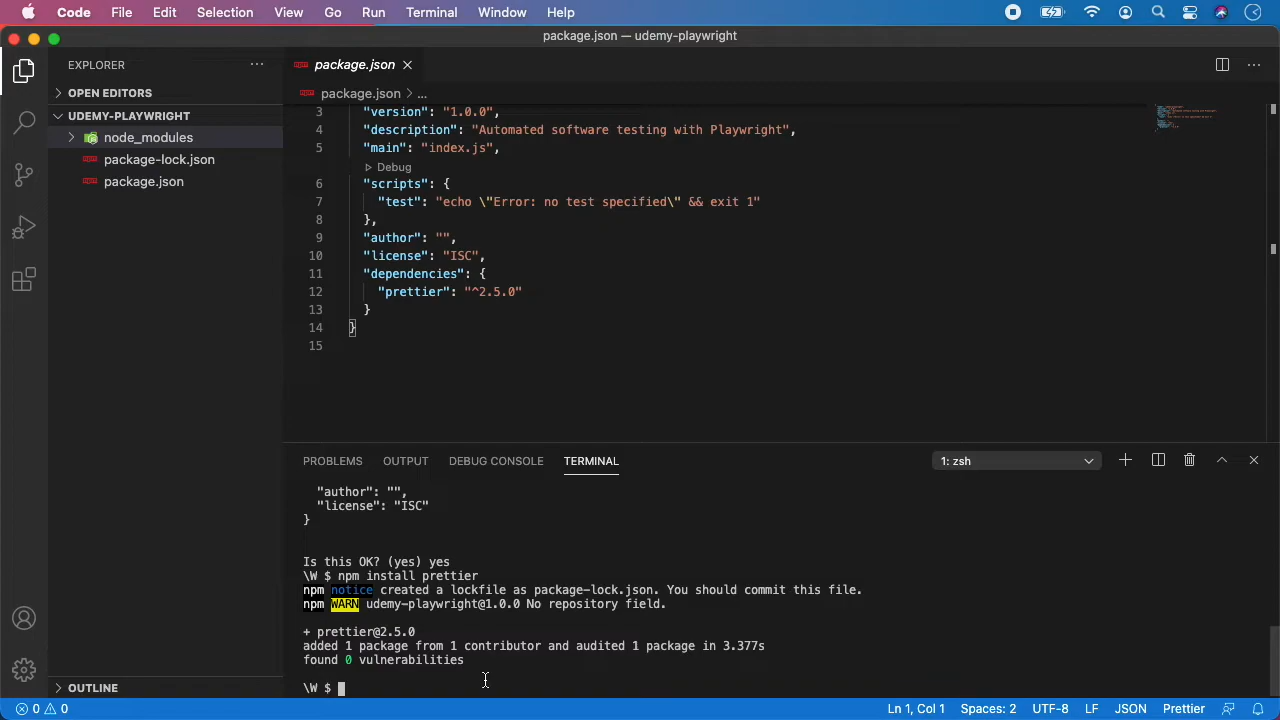 Code File Edit Selection View Go Run Terminal Window Help
package.json — udemy-playwright
EXPLORER
package.json
OPEN EDITORS
package.json > ...
UDEMY-PLAYWRIGHT
node_modules
package-lock.json
package.json
3 "version": "1.0.0",
4 "description": "Automated software testing with Playwright",
5 "main": "index.js",
Debug
6 "scripts": {
7 "test": "echo \"Error: no test specified\" && exit 1"
8 },
9 "author": "",
10 "license": "ISC",
11 "dependencies": {
12 "prettier": "^2.5.0"
13 }
14 }
15
PROBLEMS OUTPUT DEBUG CONSOLE TERMINAL 1: zsh
"author": "",
"license": "ISC"
}
Is this OK? (yes) yes
\W $ npm install prettier
npm notice created a lockfile as package-lock.json. You should commit this file.
npm WARN udemy-playwright@1.0.0 No repository field.
+ prettier@2.5.0
added 1 package from 1 contributor and audited 1 package in 3.377s
found 0 vulnerabilities
\W $
OUTLINE
0 0 Ln 1, Col 1 Spaces: 2 UTF-8 LF JSON Prettier